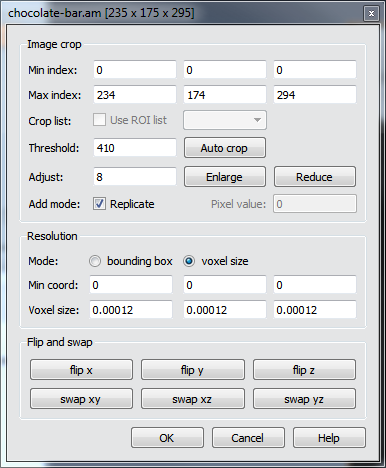 chocolate-bar.am [235 x 175 x 295]
Image crop
Min index: 0 0 0
Max index: 234 174 294
Crop list: Use ROI list
Threshold: 410 Auto crop
Adjust: 8 Enlarge Reduce
Add mode: Replicate Pixel value: 0
Resolution
Mode: bounding box voxel size
Min coord: 0 0 0
Voxel size: 0.00012 0.00012 0.00012
Flip and swap
flip x flip y flip z
swap xy swap xz swap yz
OK Cancel Help